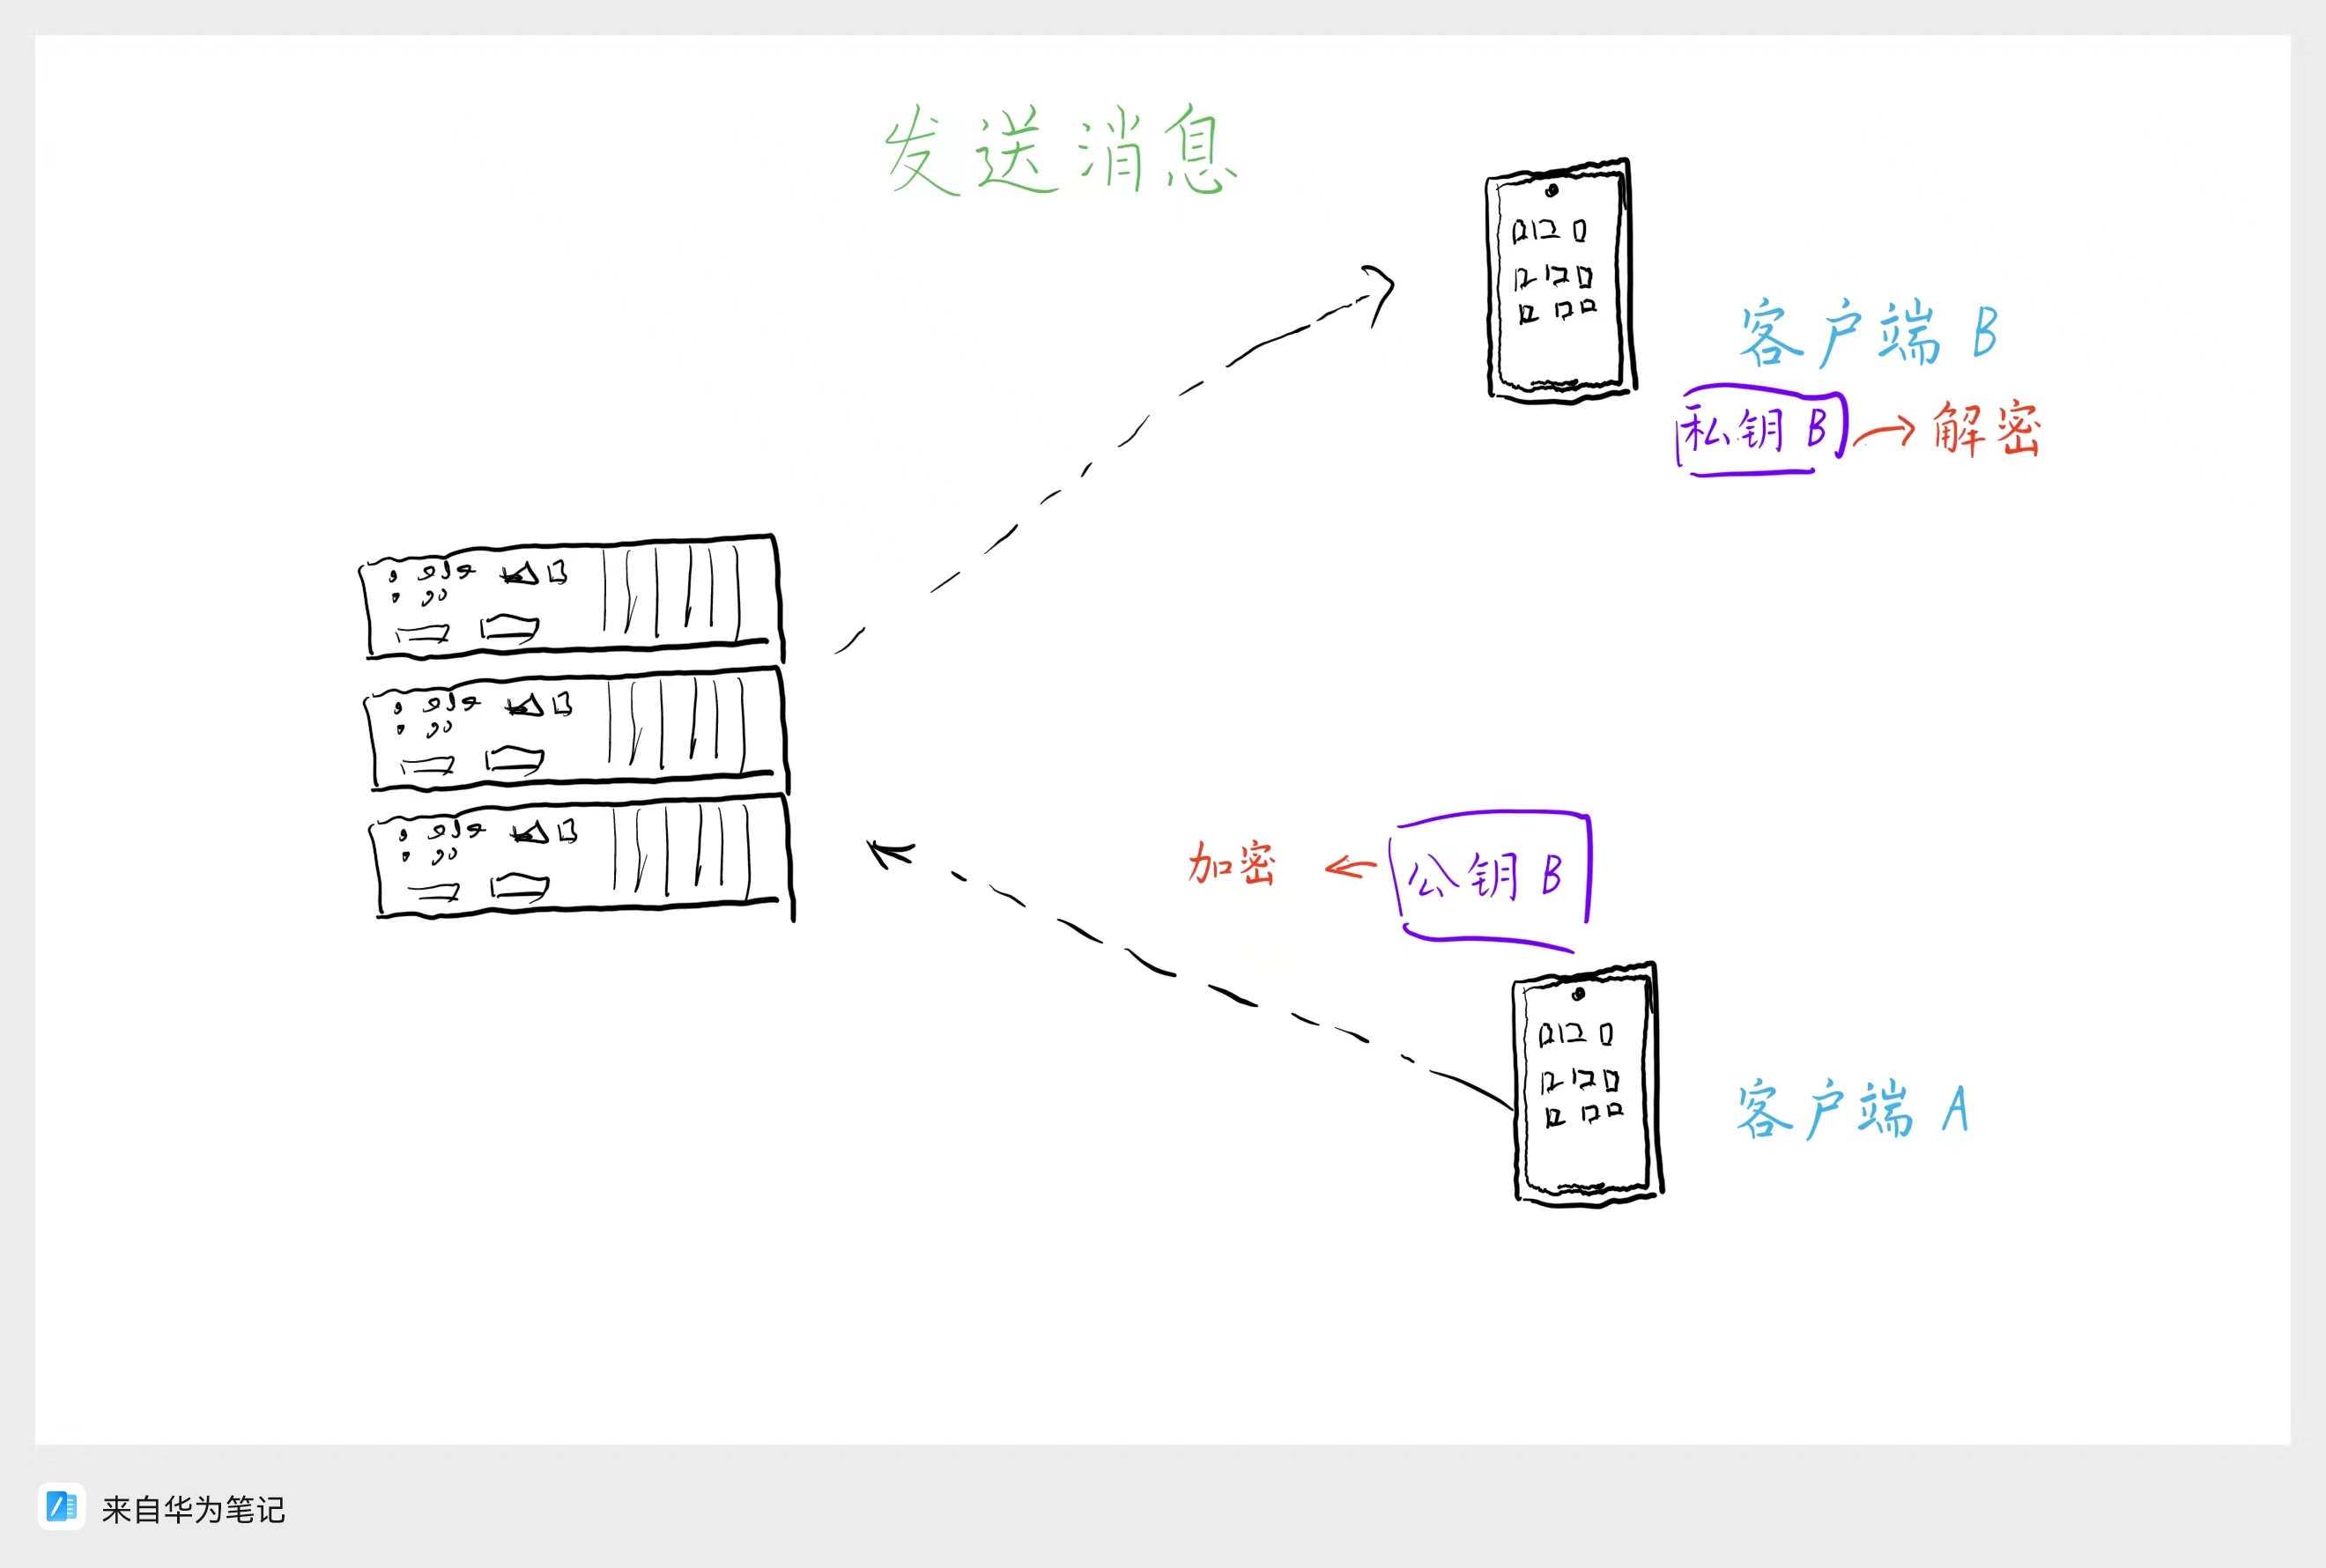 发送消息
客户端 B
私钥 B
解密
加密
公钥 B
客户端 A
来自华为笔记